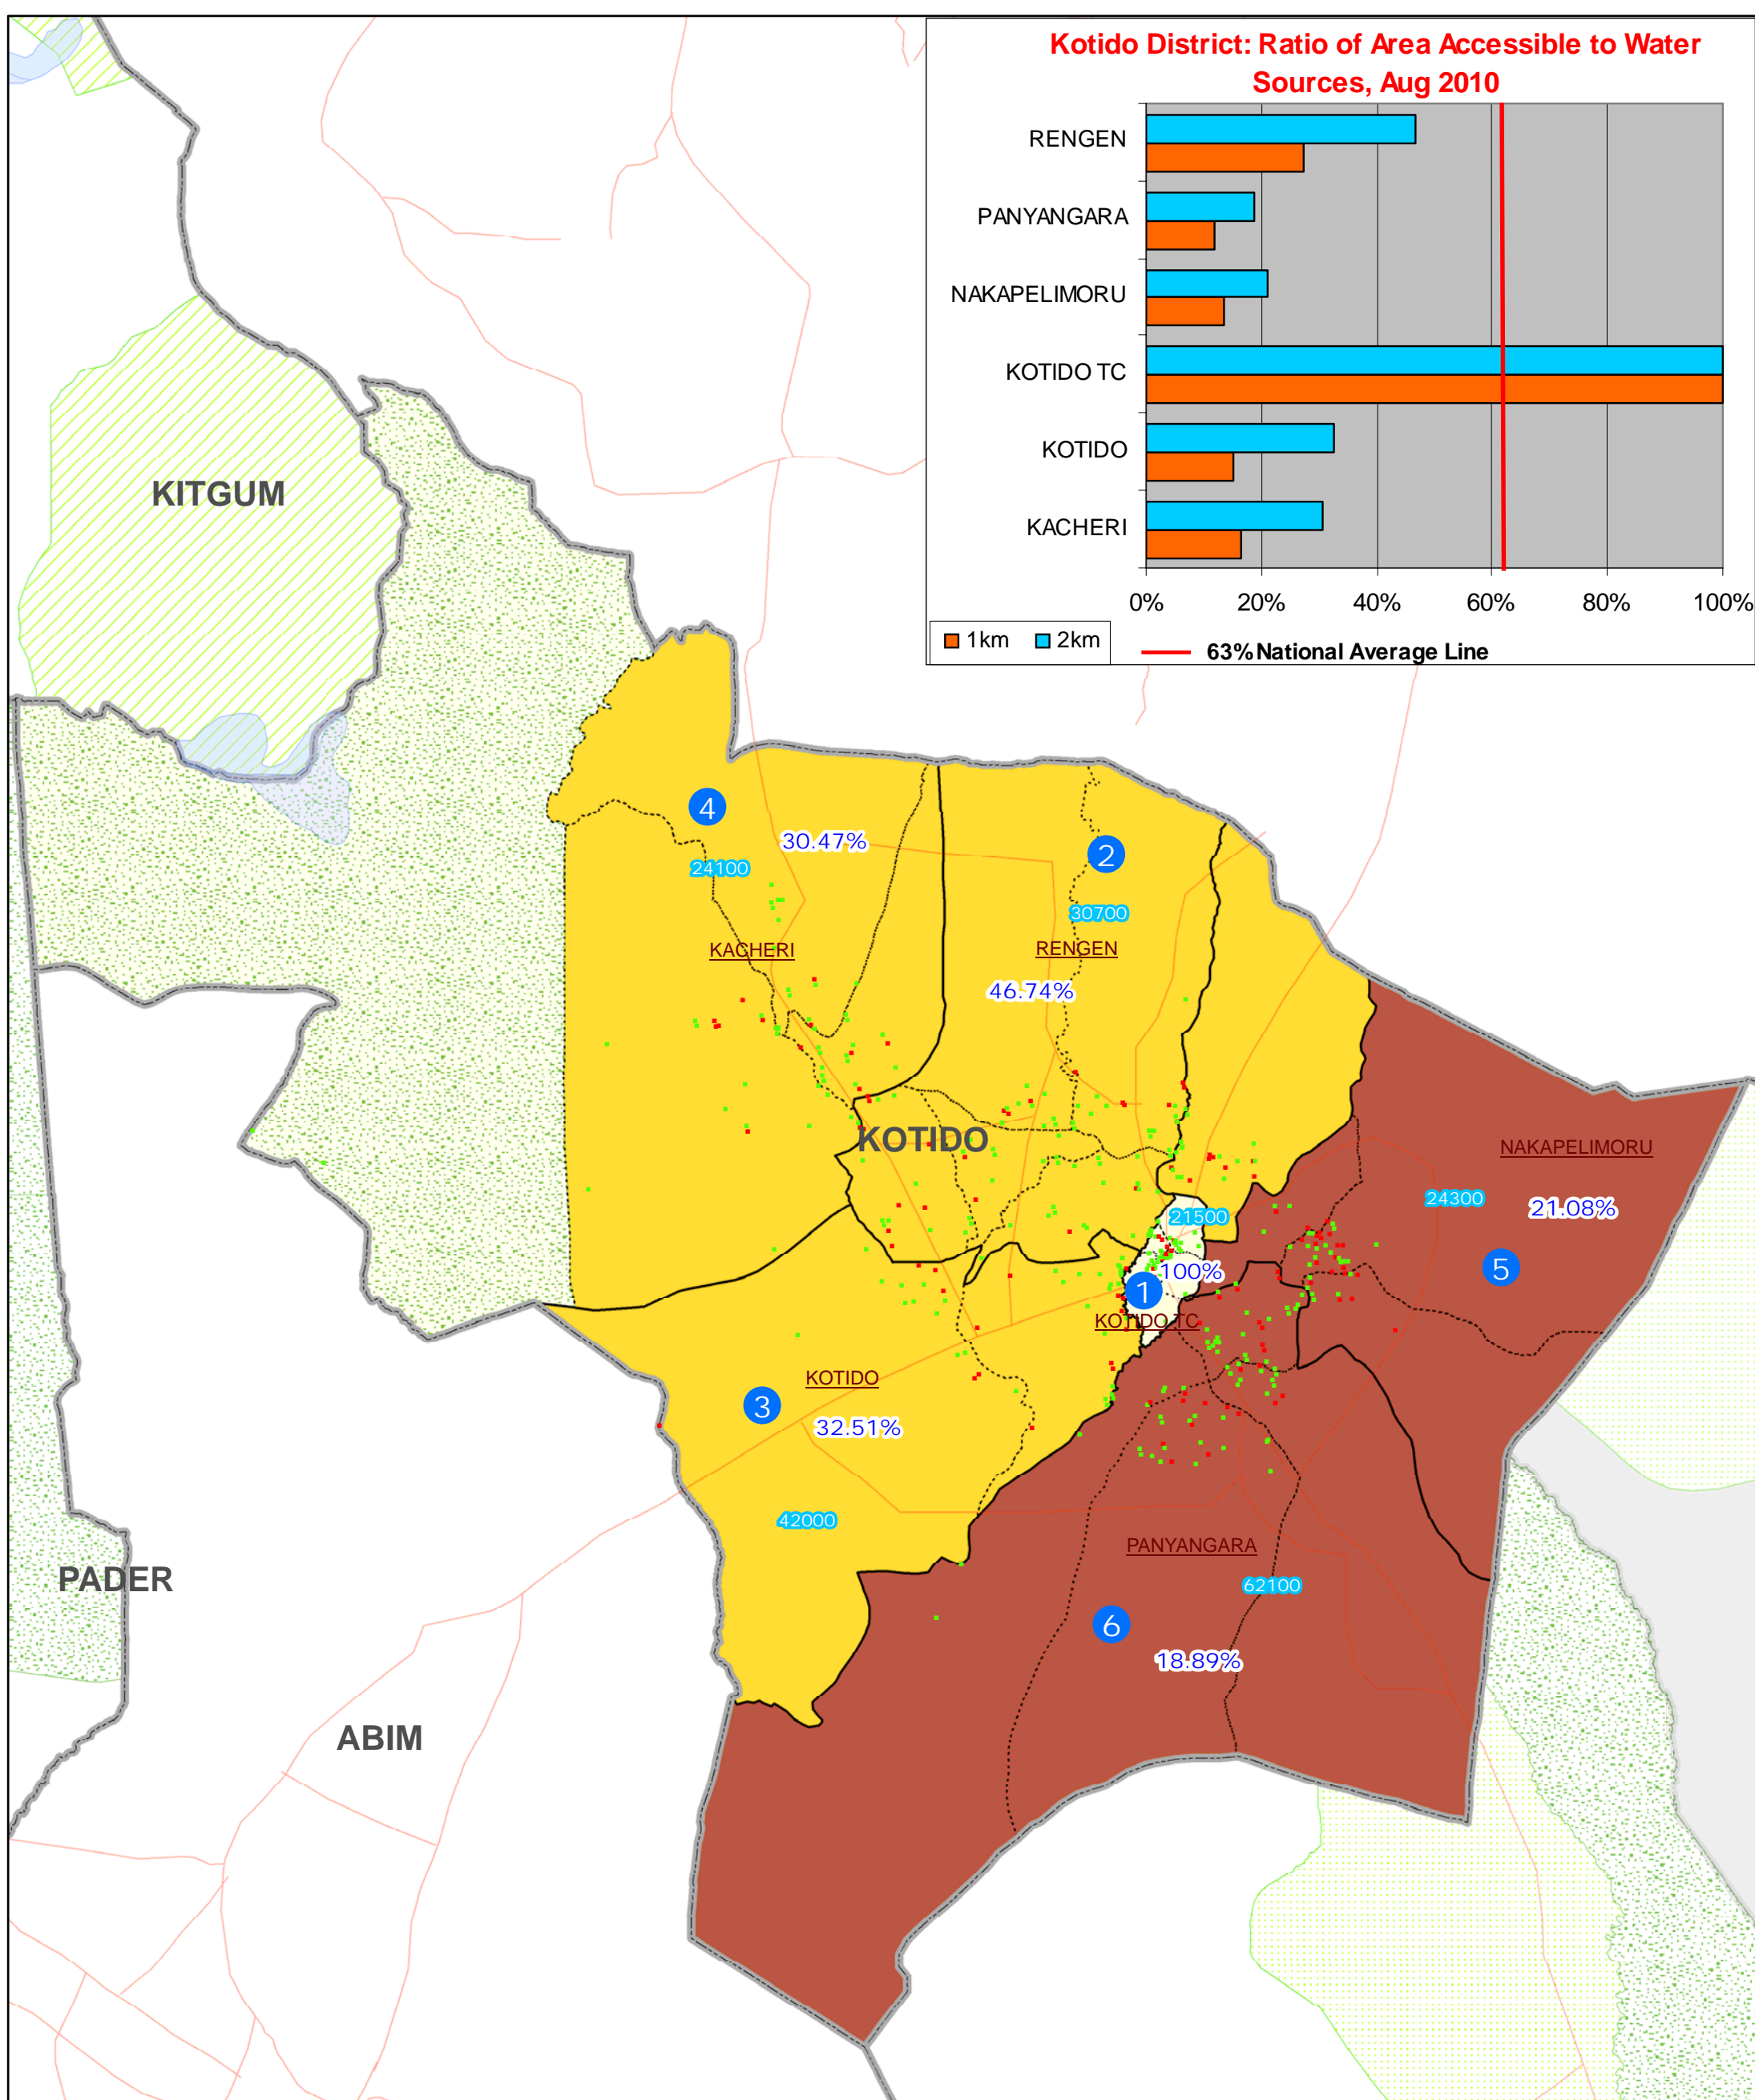 Kotido District: Ratio of Area Accessible to Water
Sources, Aug 2010
RENGEN
PANYANGARA
NAKAPELIMORU
KOTIDO TC
KOTIDO
KACHERI
0% 20% 40% 60% 80% 100%
1km 2km 63% National Average Line
KITGUM
4
30.47%
24100
KACHERI
2
30700
RENGEN
46.74%
KOTIDO
NAKAPELIMORU
24300
21.08%
5
21500
100%
1
KOTIDO TC
KOTIDO
3
32.51%
42000
PANYANGARA
62100
6
18.89%
PADER
ABIM